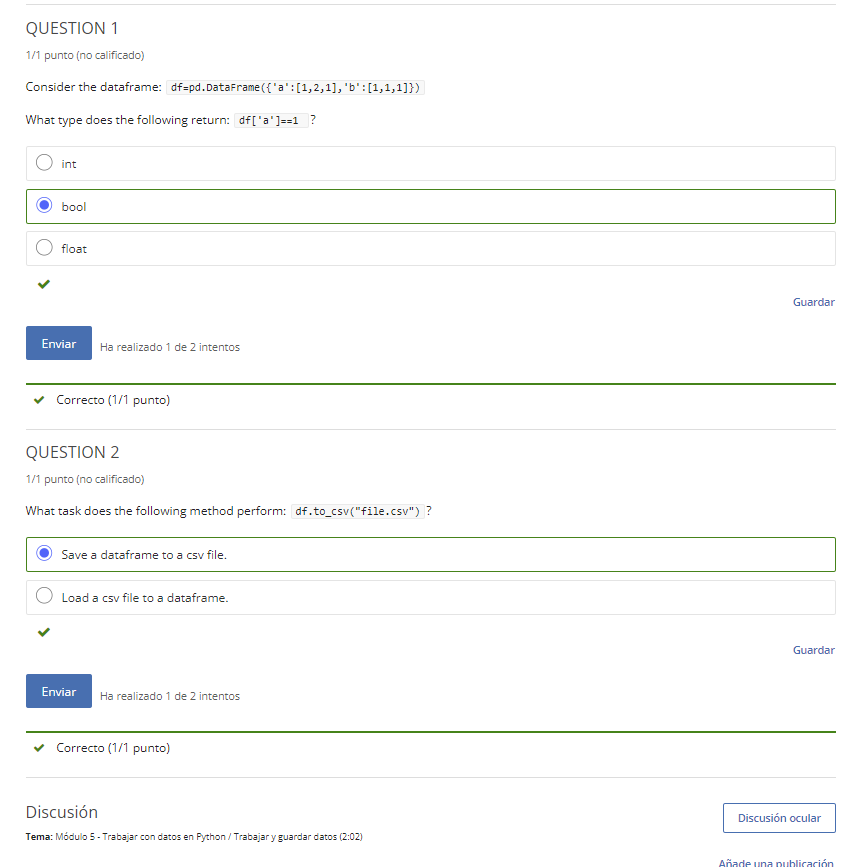 QUESTION 1
1/1 punto (no calificado)
Consider the dataframe: df=pd.DataFrame({'a':[1,2,1],'b':[1,1,1]})
What type does the following return: df['a']==1 ?
int
bool
float
Guardar
Enviar Ha realizado 1 de 2 intentos
Correcto (1/1 punto)
QUESTION 2
1/1 punto (no calificado)
What task does the following method perform: df.to_csv("file.csv") ?
Save a dataframe to a csv file.
Load a csv file to a dataframe.
Guardar
Enviar Ha realizado 1 de 2 intentos
Correcto (1/1 punto)
Discusión
Discusión ocular
Tema: Módulo 5 - Trabajar con datos en Python / Trabajar y guardar datos (2:02)
Añade una publicación